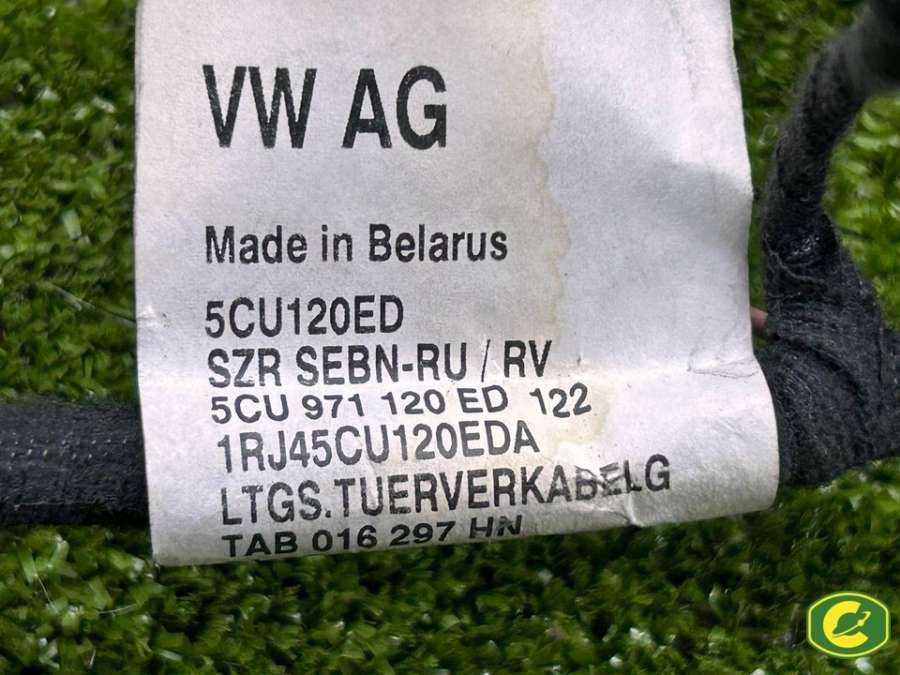 VW AG
Made in Belarus
5CU120ED
SZR SEBN-RU / RV
5CU 971 120 ED 122
1RJ45CU120EDA
LTGS.TUERVERKABELG
TAB 016 297 HN